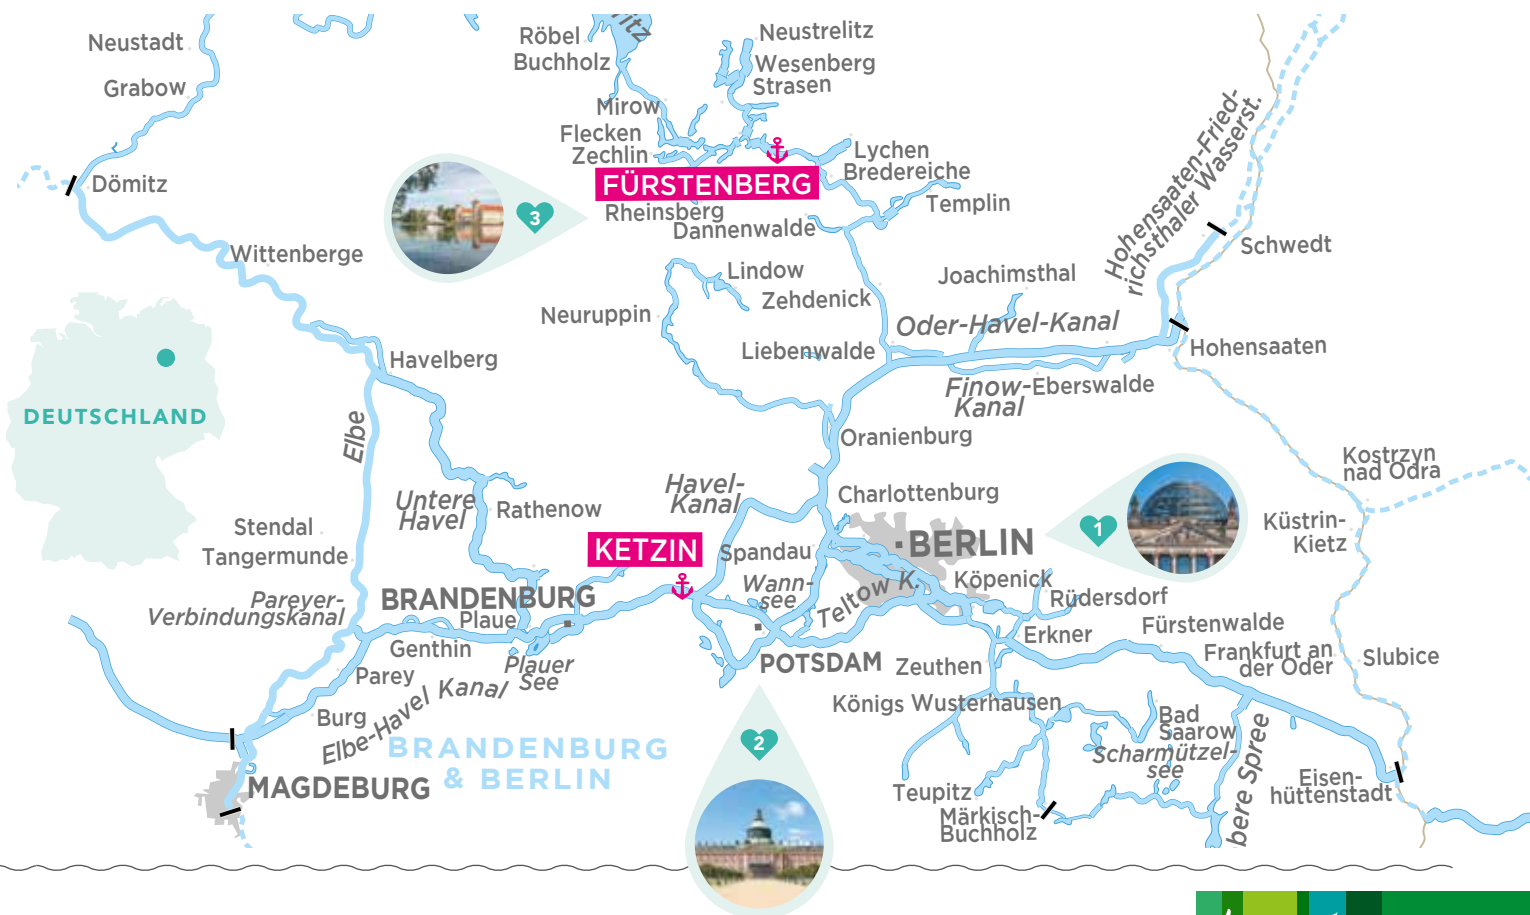 Neustadt
Grabow
Dömitz
Wittenberge
Röbel
Buchholz
Mirow
Flecken
Zechlin
Neustrelitz
Wesenberg
Strasen
Lychen
Bredereiche
Templin
FÜRSTENBERG
3
Rheinsberg
Dannenwalde
Lindow
Zehdenick
Neuruppin
Liebenwalde
Joachimsthal
Oder-Havel-Kanal
Hohensaaten-Fried-
richsthaler Wasserst.
Schwedt
Hohensaaten
Finow-
Kanal
Eberswalde
Havelberg
DEUTSCHLAND
Elbe
Oranienburg
Kostrzyn
nad Odra
Küstrin-
Kietz
Untere
Havel
Rathenow
Havel-
Kanal
Charlottenburg
BERLIN
1
Stendal
Tangermunde
KETZIN
Spandau
Wann-
see
Teltow K.
Köpenick
Rüdersdorf
Pareyer-
Verbindungskanal
BRANDENBURG
Plaue
Genthin
Plauer
See
Parey
Burg
Elbe-Havel Kanal
POTSDAM
Zeuthen
Erkner
Fürstenwalde
Frankfurt an
der Oder
Slubice
Königs Wusterhausen
Bad
Saarow
Scharmützel-
see
bere Spree
Eisen-
hüttenstadt
Teupitz
Märkisch-
Buchholz
2
MAGDEBURG
BRANDENBURG
& BERLIN